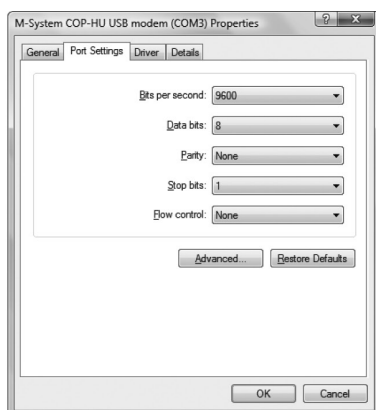 M-System COP-HU USB modem (COM3) Properties
General Port Settings Driver Details
Bits per second: 9600
Data bits: 8
Parity: None
Stop bits: 1
Flow control: None
Advanced... Restore Defaults
OK Cancel